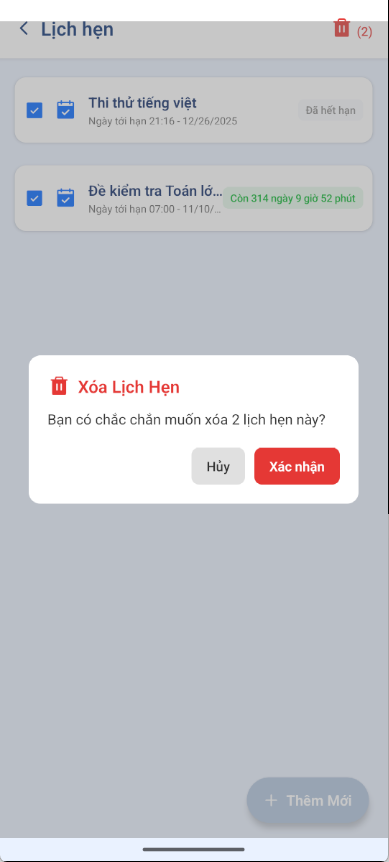 Lịch hẹn
(2)
Thi thử tiếng việt
Ngày tới hạn 21:16 - 12/26/2025
Đã hết hạn
Đề kiểm tra Toán lớ...
Ngày tới hạn 07:00 - 11/10/...
Còn 314 ngày 9 giờ 52 phút
Xóa Lịch Hẹn
Bạn có chắc chắn muốn xóa 2 lịch hẹn này?
Hủy
Xác nhận
+ Thêm Mới